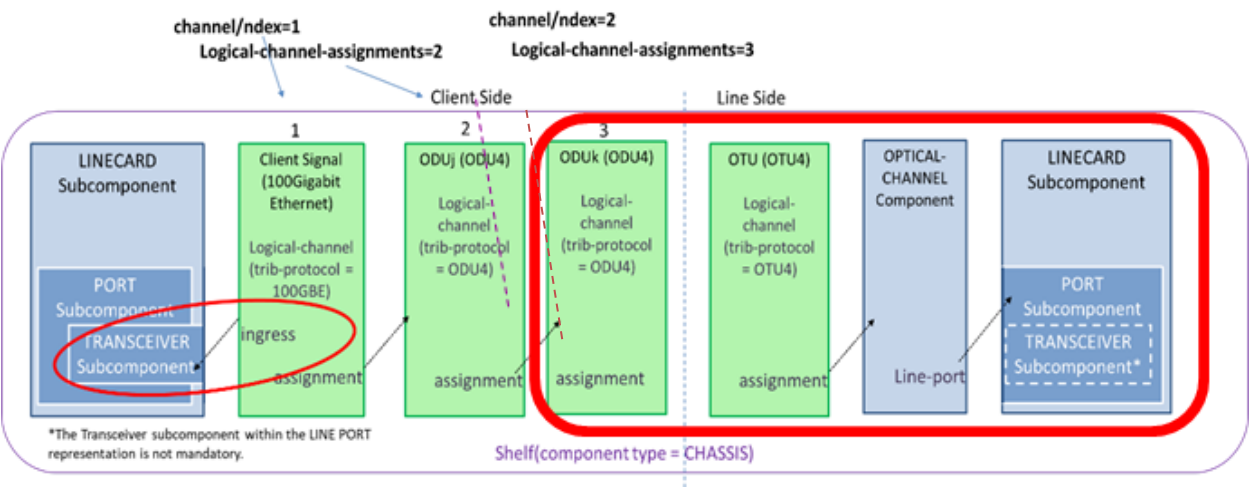 channel/ndex=1
Logical-channel-assignments=2
channel/ndex=2
Logical-channel-assignments=3
Client Side
Line Side
1
2
3
LINECARD
Subcomponent
PORT
Subcomponent
TRANSCEIVER
Subcomponent
Client Signal
(100Gigabit
Ethernet)
Logical-channel
(trib-protocol =
100GBE)
ingress
assignment
ODUj (ODU4)
Logical-
channel
(trib-protocol
= ODU4)
assignment
ODUk (ODU4)
Logical-
channel
(trib-protocol
= ODU4)
assignment
OTU (OTU4)
Logical-
channel
(trib-protocol
= OTU4)
assignment
OPTICAL-
CHANNEL
Component
Line-port
LINECARD
Subcomponent
PORT
Subcomponent
TRANSCEIVER
Subcomponent*
*The Transceiver subcomponent within the LINE PORT
representation is not mandatory.
Shelf(component type = CHASSIS)